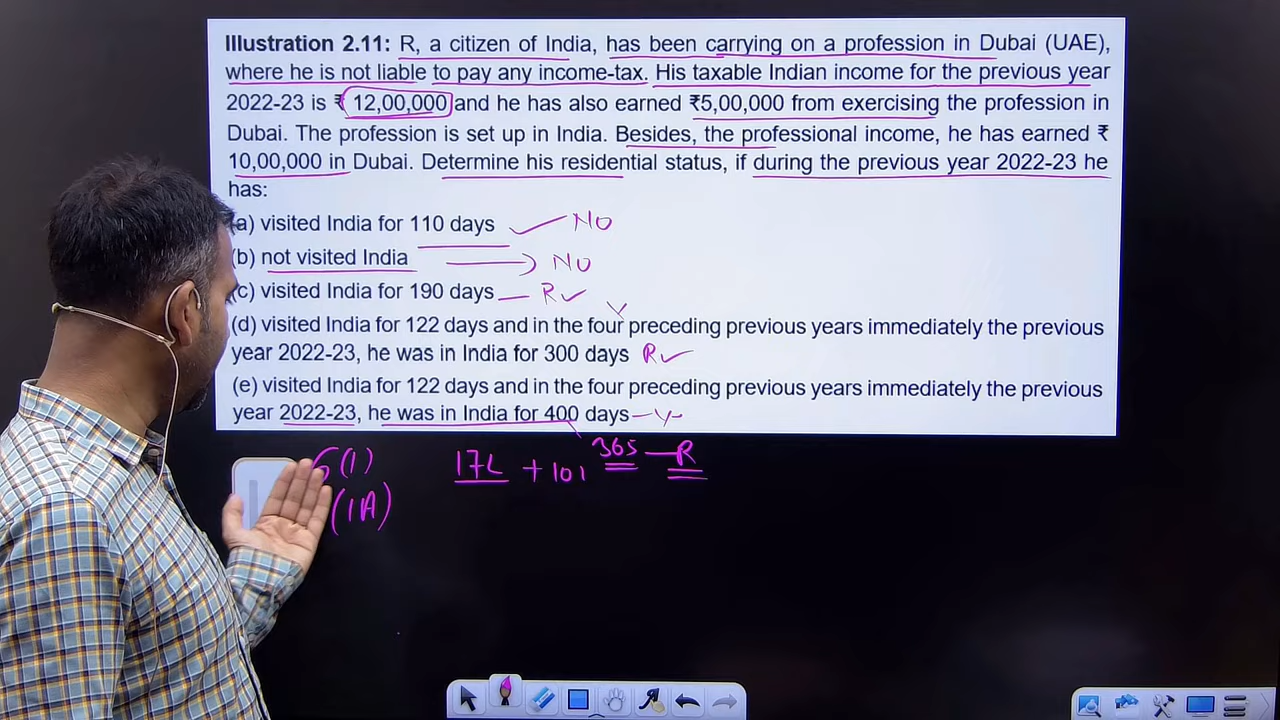 Illustration 2.11: R, a citizen of India, has been carrying on a profession in Dubai (UAE),
where he is not liable to pay any income-tax. His taxable Indian income for the previous year
2022-23 is ₹ 12,00,000 and he has also earned ₹5,00,000 from exercising the profession in
Dubai. The profession is set up in India. Besides, the professional income, he has earned ₹
10,00,000 in Dubai. Determine his residential status, if during the previous year 2022-23 he
has:
(a) visited India for 110 days NO
(b) not visited India NO
(c) visited India for 190 days R
(d) visited India for 122 days and in the four preceding previous years immediately the previous
year 2022-23, he was in India for 300 days R
(e) visited India for 122 days and in the four preceding previous years immediately the previous
year 2022-23, he was in India for 400 days
6(1) 17L + 101 365 — R
(1A)